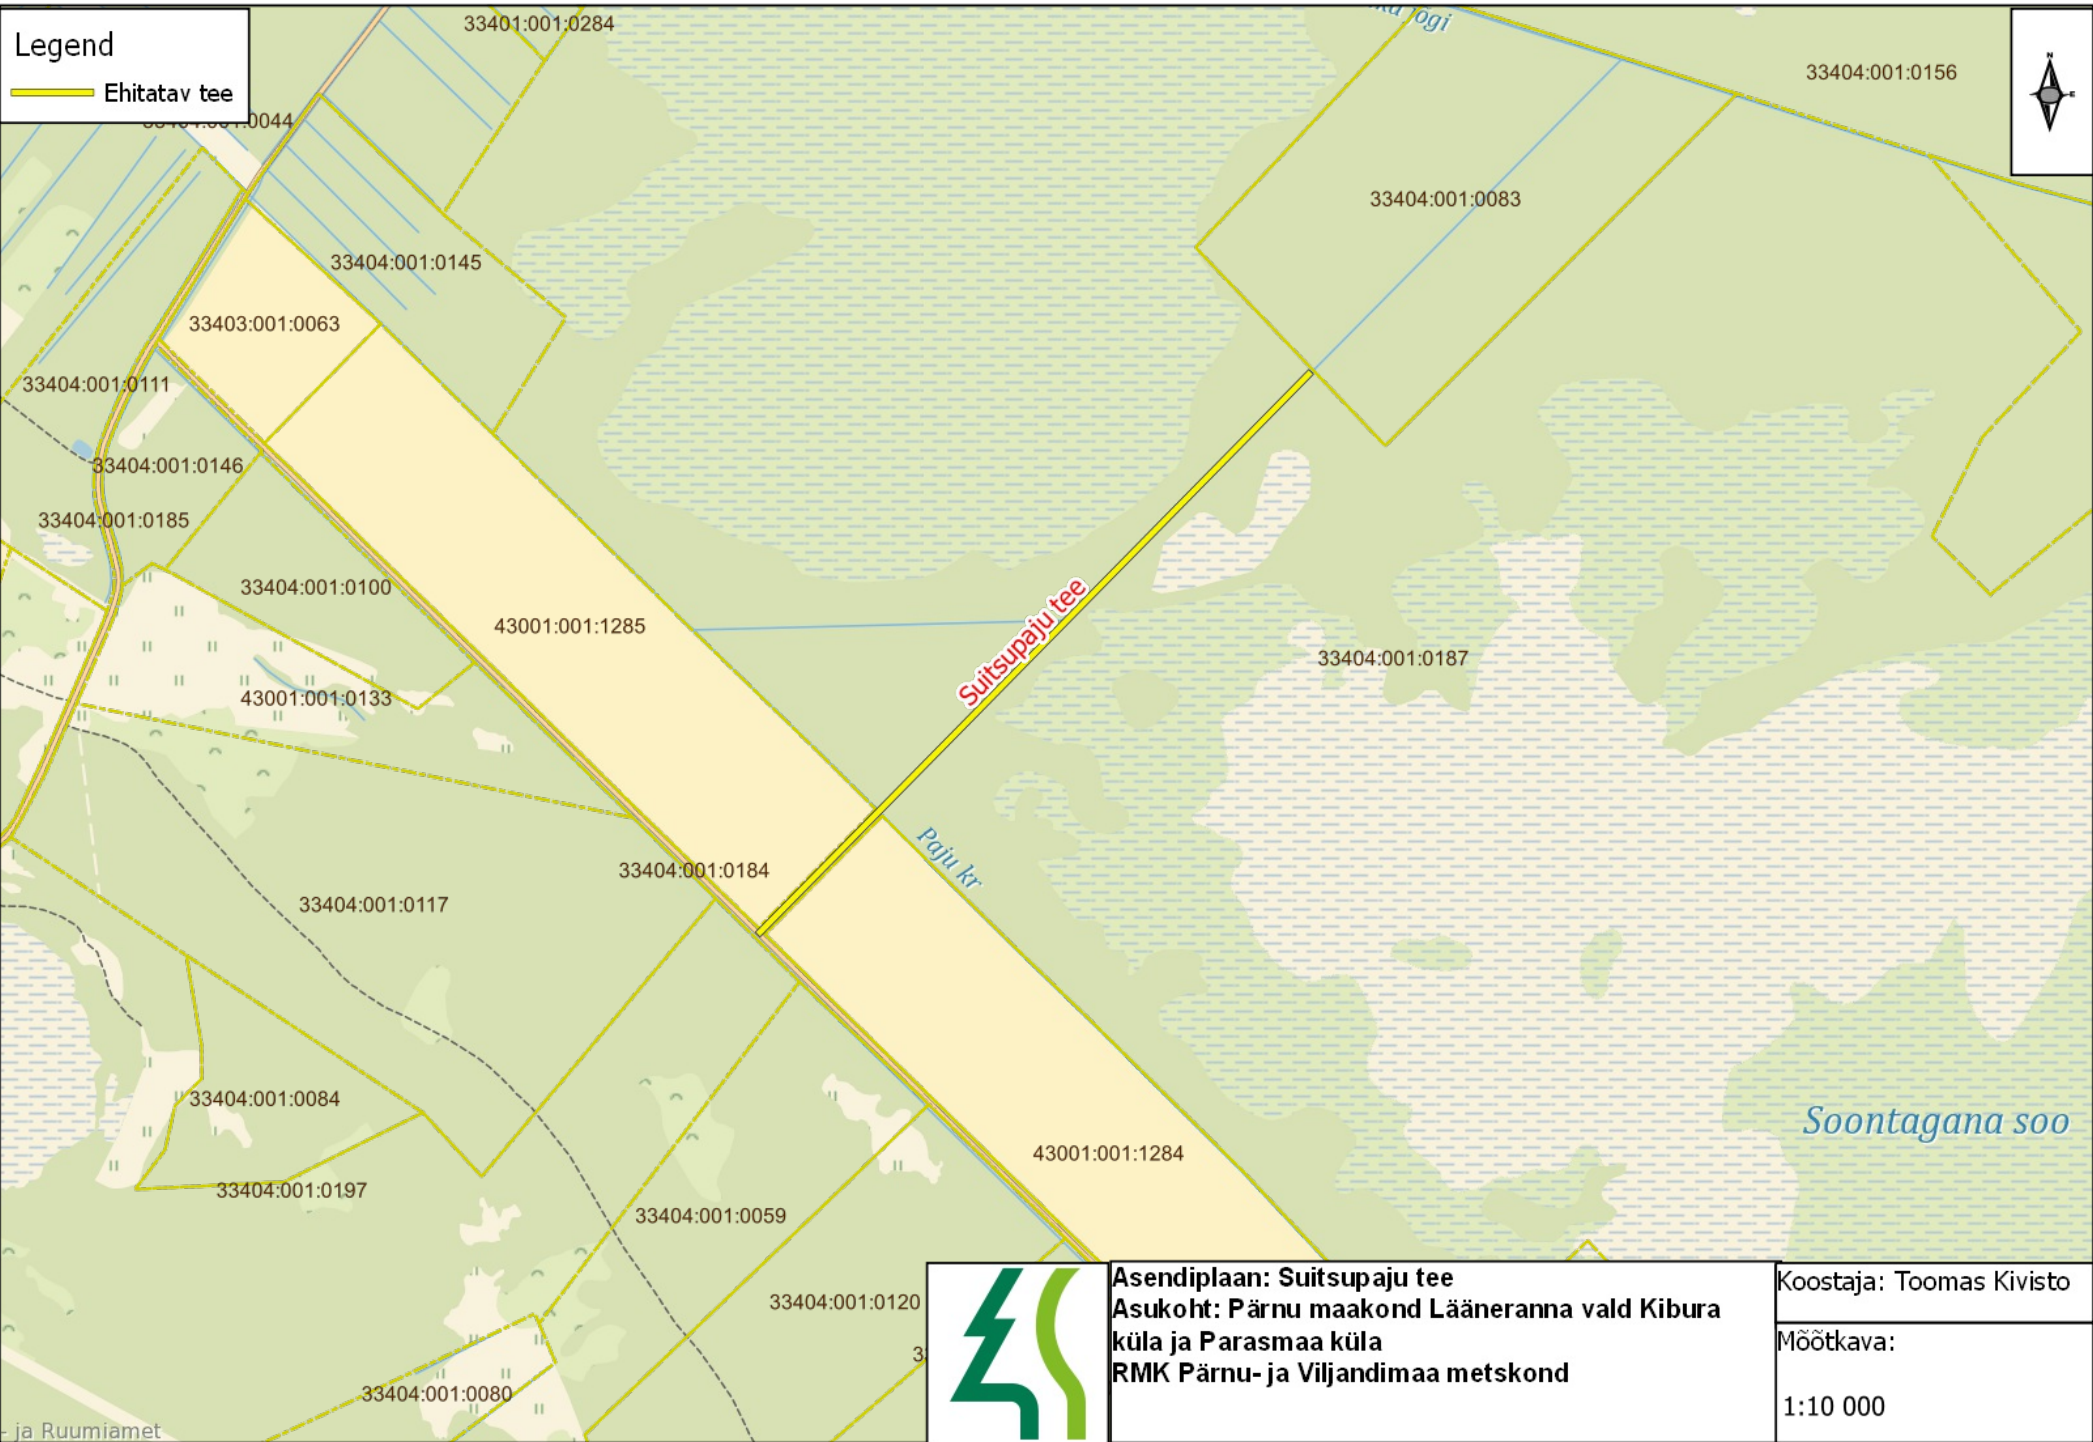 Legend
Ehitatav tee
33401:001:0284
jõgi
33404:001:0156
N
E
33404:001:0083
33404:001:0145
33403:001:0063
33404:001:0111
33404:001:0146
33404:001:0185
33404:001:0100
43001:001:1285
Suitsupaju tee
33404:001:0187
43001:001:0133
Paju kr
33404:001:0184
33404:001:0117
33404:001:0084
Soontagana soo
43001:001:1284
33404:001:0197
33404:001:0059
33404:001:0120
33404:001:0080
- ja Ruumiamet
Asendiplaan: Suitsupaju tee
Asukoht: Pärnu maakond Lääneranna vald Kibura
küla ja Parasmaa küla
RMK Pärnu- ja Viljandimaa metskond
Koostaja: Toomas Kivisto
Mõõtkava:
1:10 000